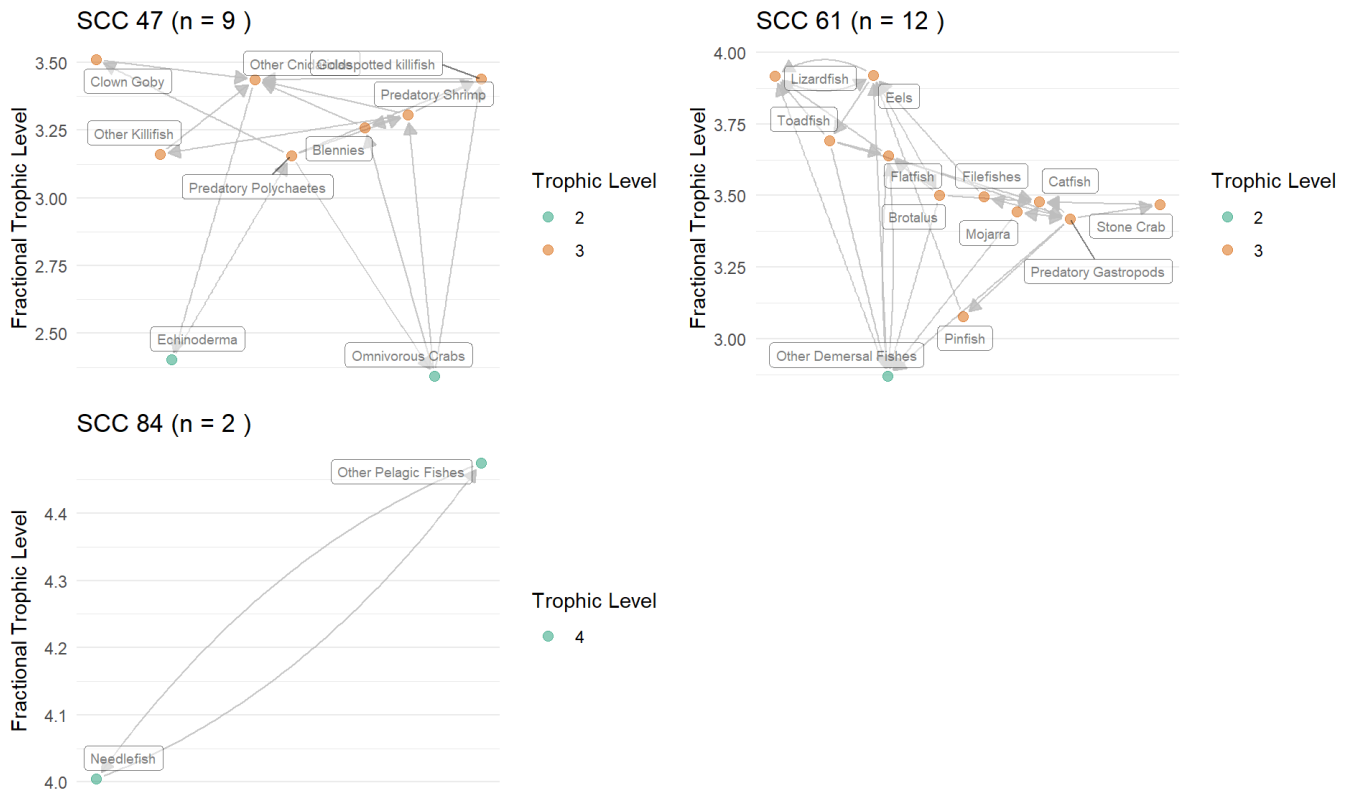 SCC 47 (n = 9 )
Fractional Trophic Level
3.50
3.25
3.00
2.75
2.50
Other Cnidarians
Goldspotted killifish
Clown Goby
Predatory Shrimp
Other Killifish
Blennies
Predatory Polychaetes
Echinoderma
Omnivorous Crabs
Trophic Level
2
3
SCC 61 (n = 12 )
Fractional Trophic Level
4.00
3.75
3.50
3.25
3.00
Lizardfish
Eels
Toadfish
Flatfish
Filefishes
Catfish
Brotalus
Mojarra
Stone Crab
Predatory Gastropods
Pinfish
Other Demersal Fishes
Trophic Level
2
3
SCC 84 (n = 2 )
Fractional Trophic Level
4.4
4.3
4.2
4.1
4.0
Other Pelagic Fishes
Needlefish
Trophic Level
4